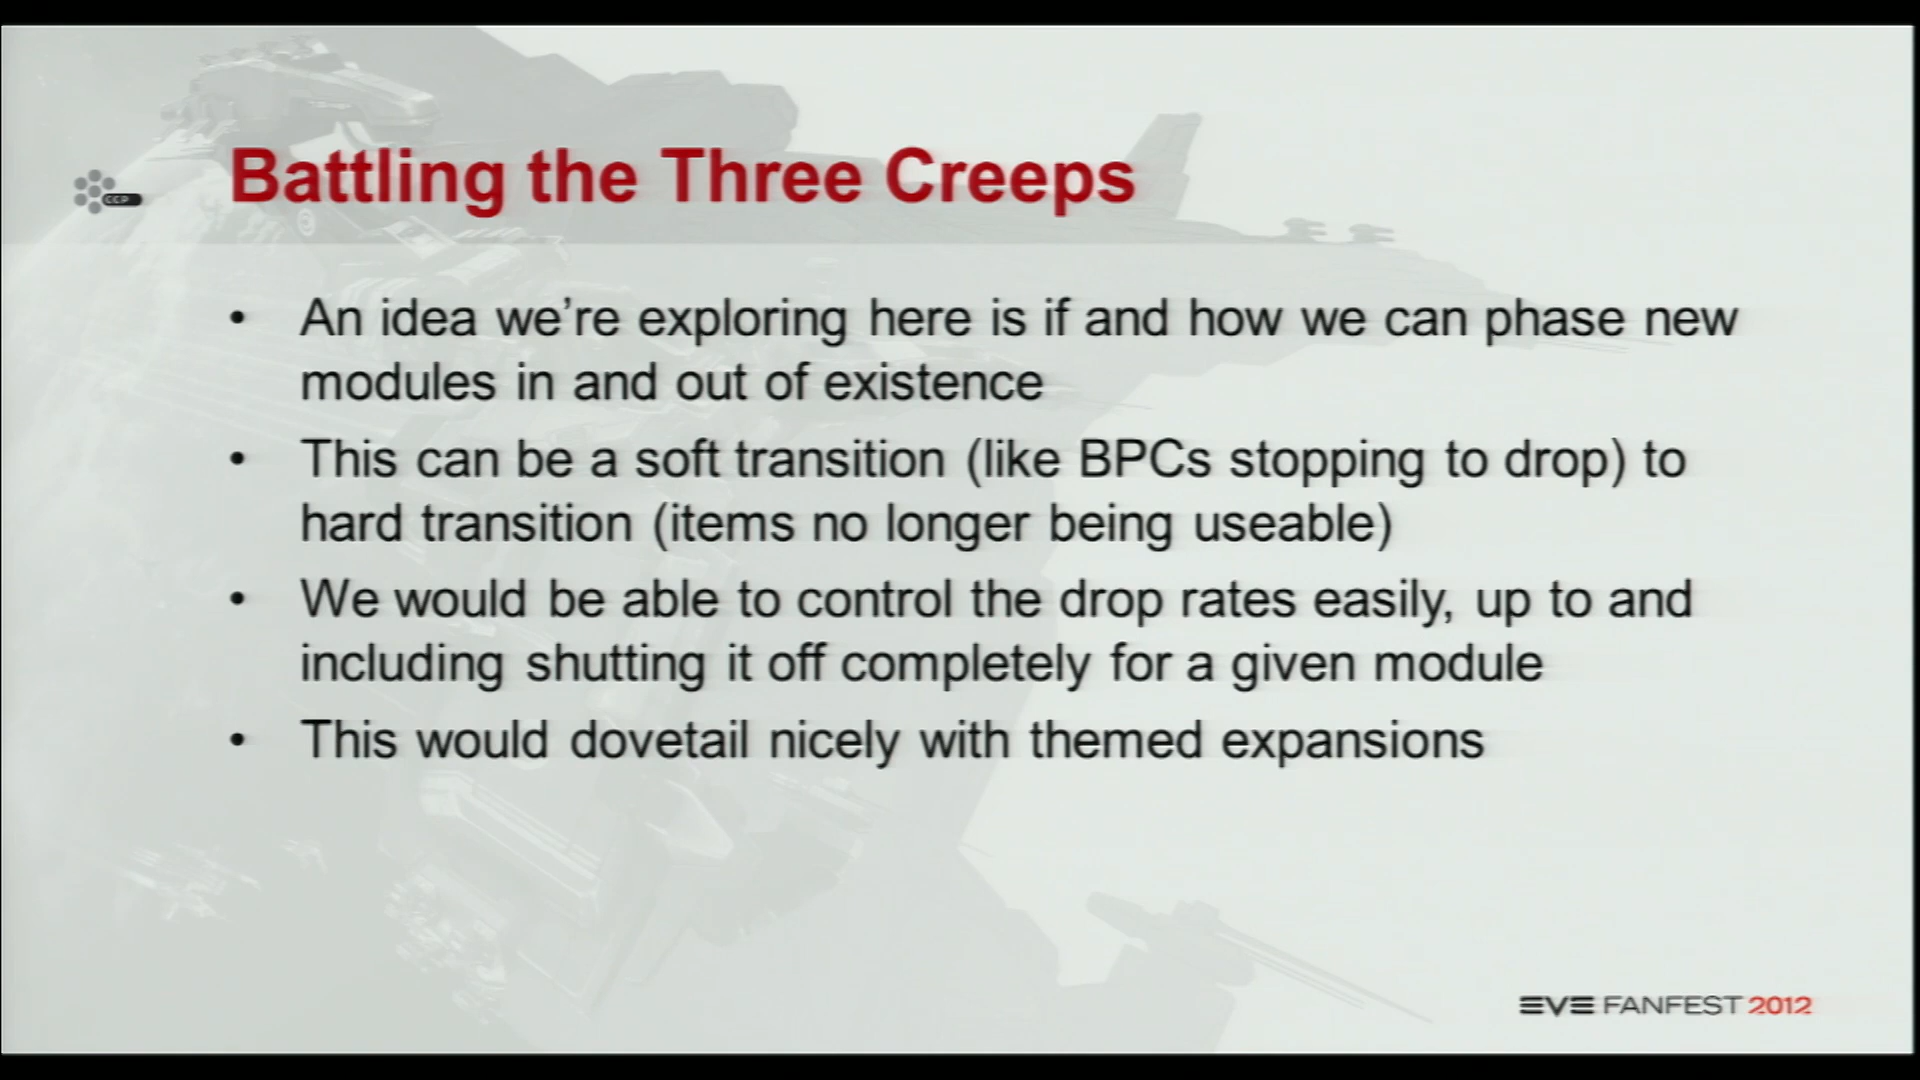 Battling the Three Creeps
CCP
• An idea we're exploring here is if and how we can phase new
modules in and out of existence
• This can be a soft transition (like BPCs stopping to drop) to
hard transition (items no longer being useable)
• We would be able to control the drop rates easily, up to and
including shutting it off completely for a given module
• This would dovetail nicely with themed expansions
EVE FANFEST 2012